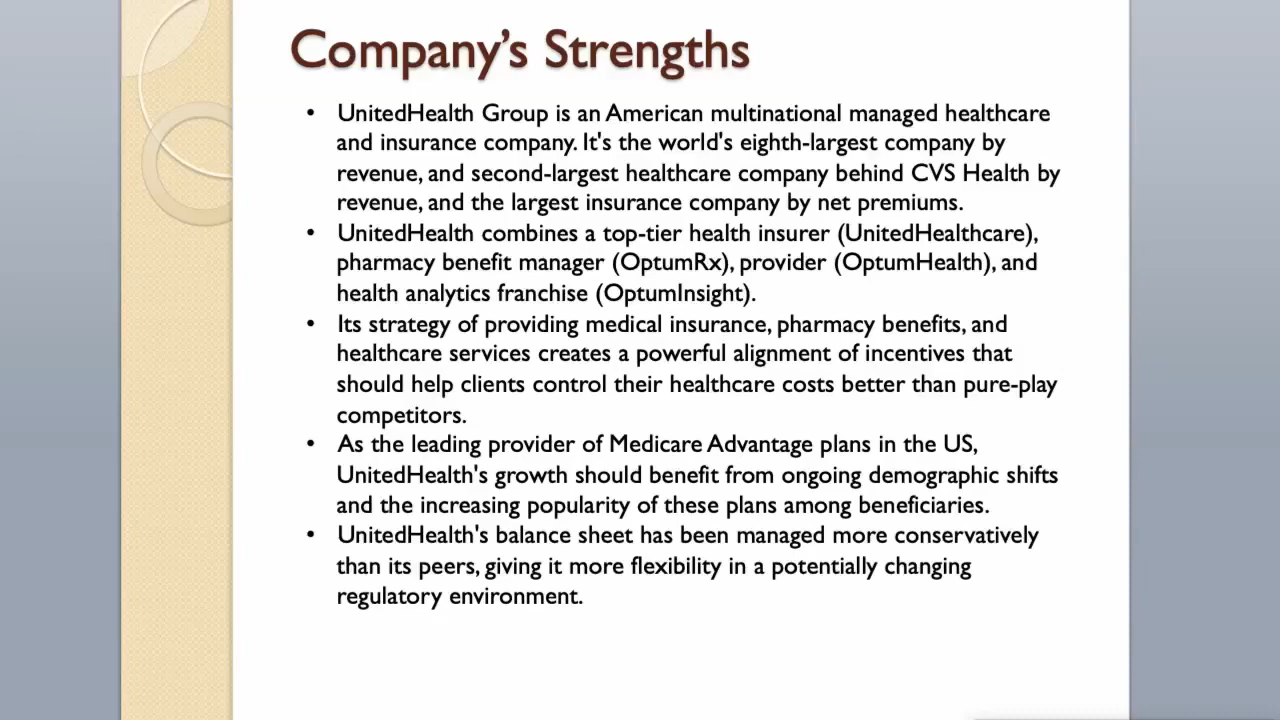 Company's Strengths
• UnitedHealth Group is an American multinational managed healthcare
and insurance company. It's the world's eighth-largest company by
revenue, and second-largest healthcare company behind CVS Health by
revenue, and the largest insurance company by net premiums.
• UnitedHealth combines a top-tier health insurer (UnitedHealthcare),
pharmacy benefit manager (OptumRx), provider (OptumHealth), and
health analytics franchise (OptumInsight).
• Its strategy of providing medical insurance, pharmacy benefits, and
healthcare services creates a powerful alignment of incentives that
should help clients control their healthcare costs better than pure-play
competitors.
• As the leading provider of Medicare Advantage plans in the US,
UnitedHealth's growth should benefit from ongoing demographic shifts
and the increasing popularity of these plans among beneficiaries.
• UnitedHealth's balance sheet has been managed more conservatively
than its peers, giving it more flexibility in a potentially changing
regulatory environment.